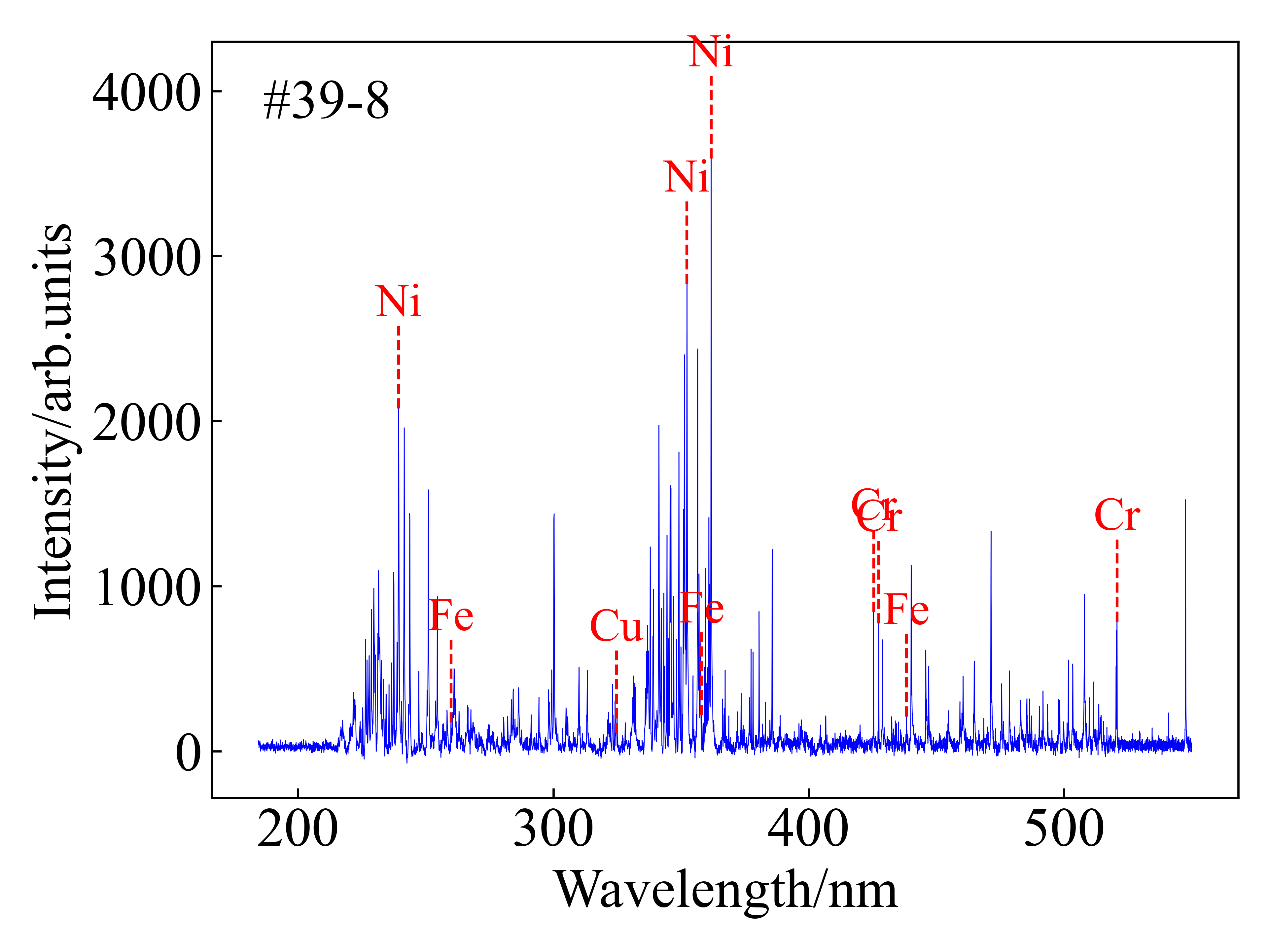 Ni
4000
#39-8
Ni
3000
Ni
2000
Cr
Cr
Cr
1000
Fe
Cu
Fe
Fe
0
200
300
400
500
Wavelength/nm
Intensity/arb.units